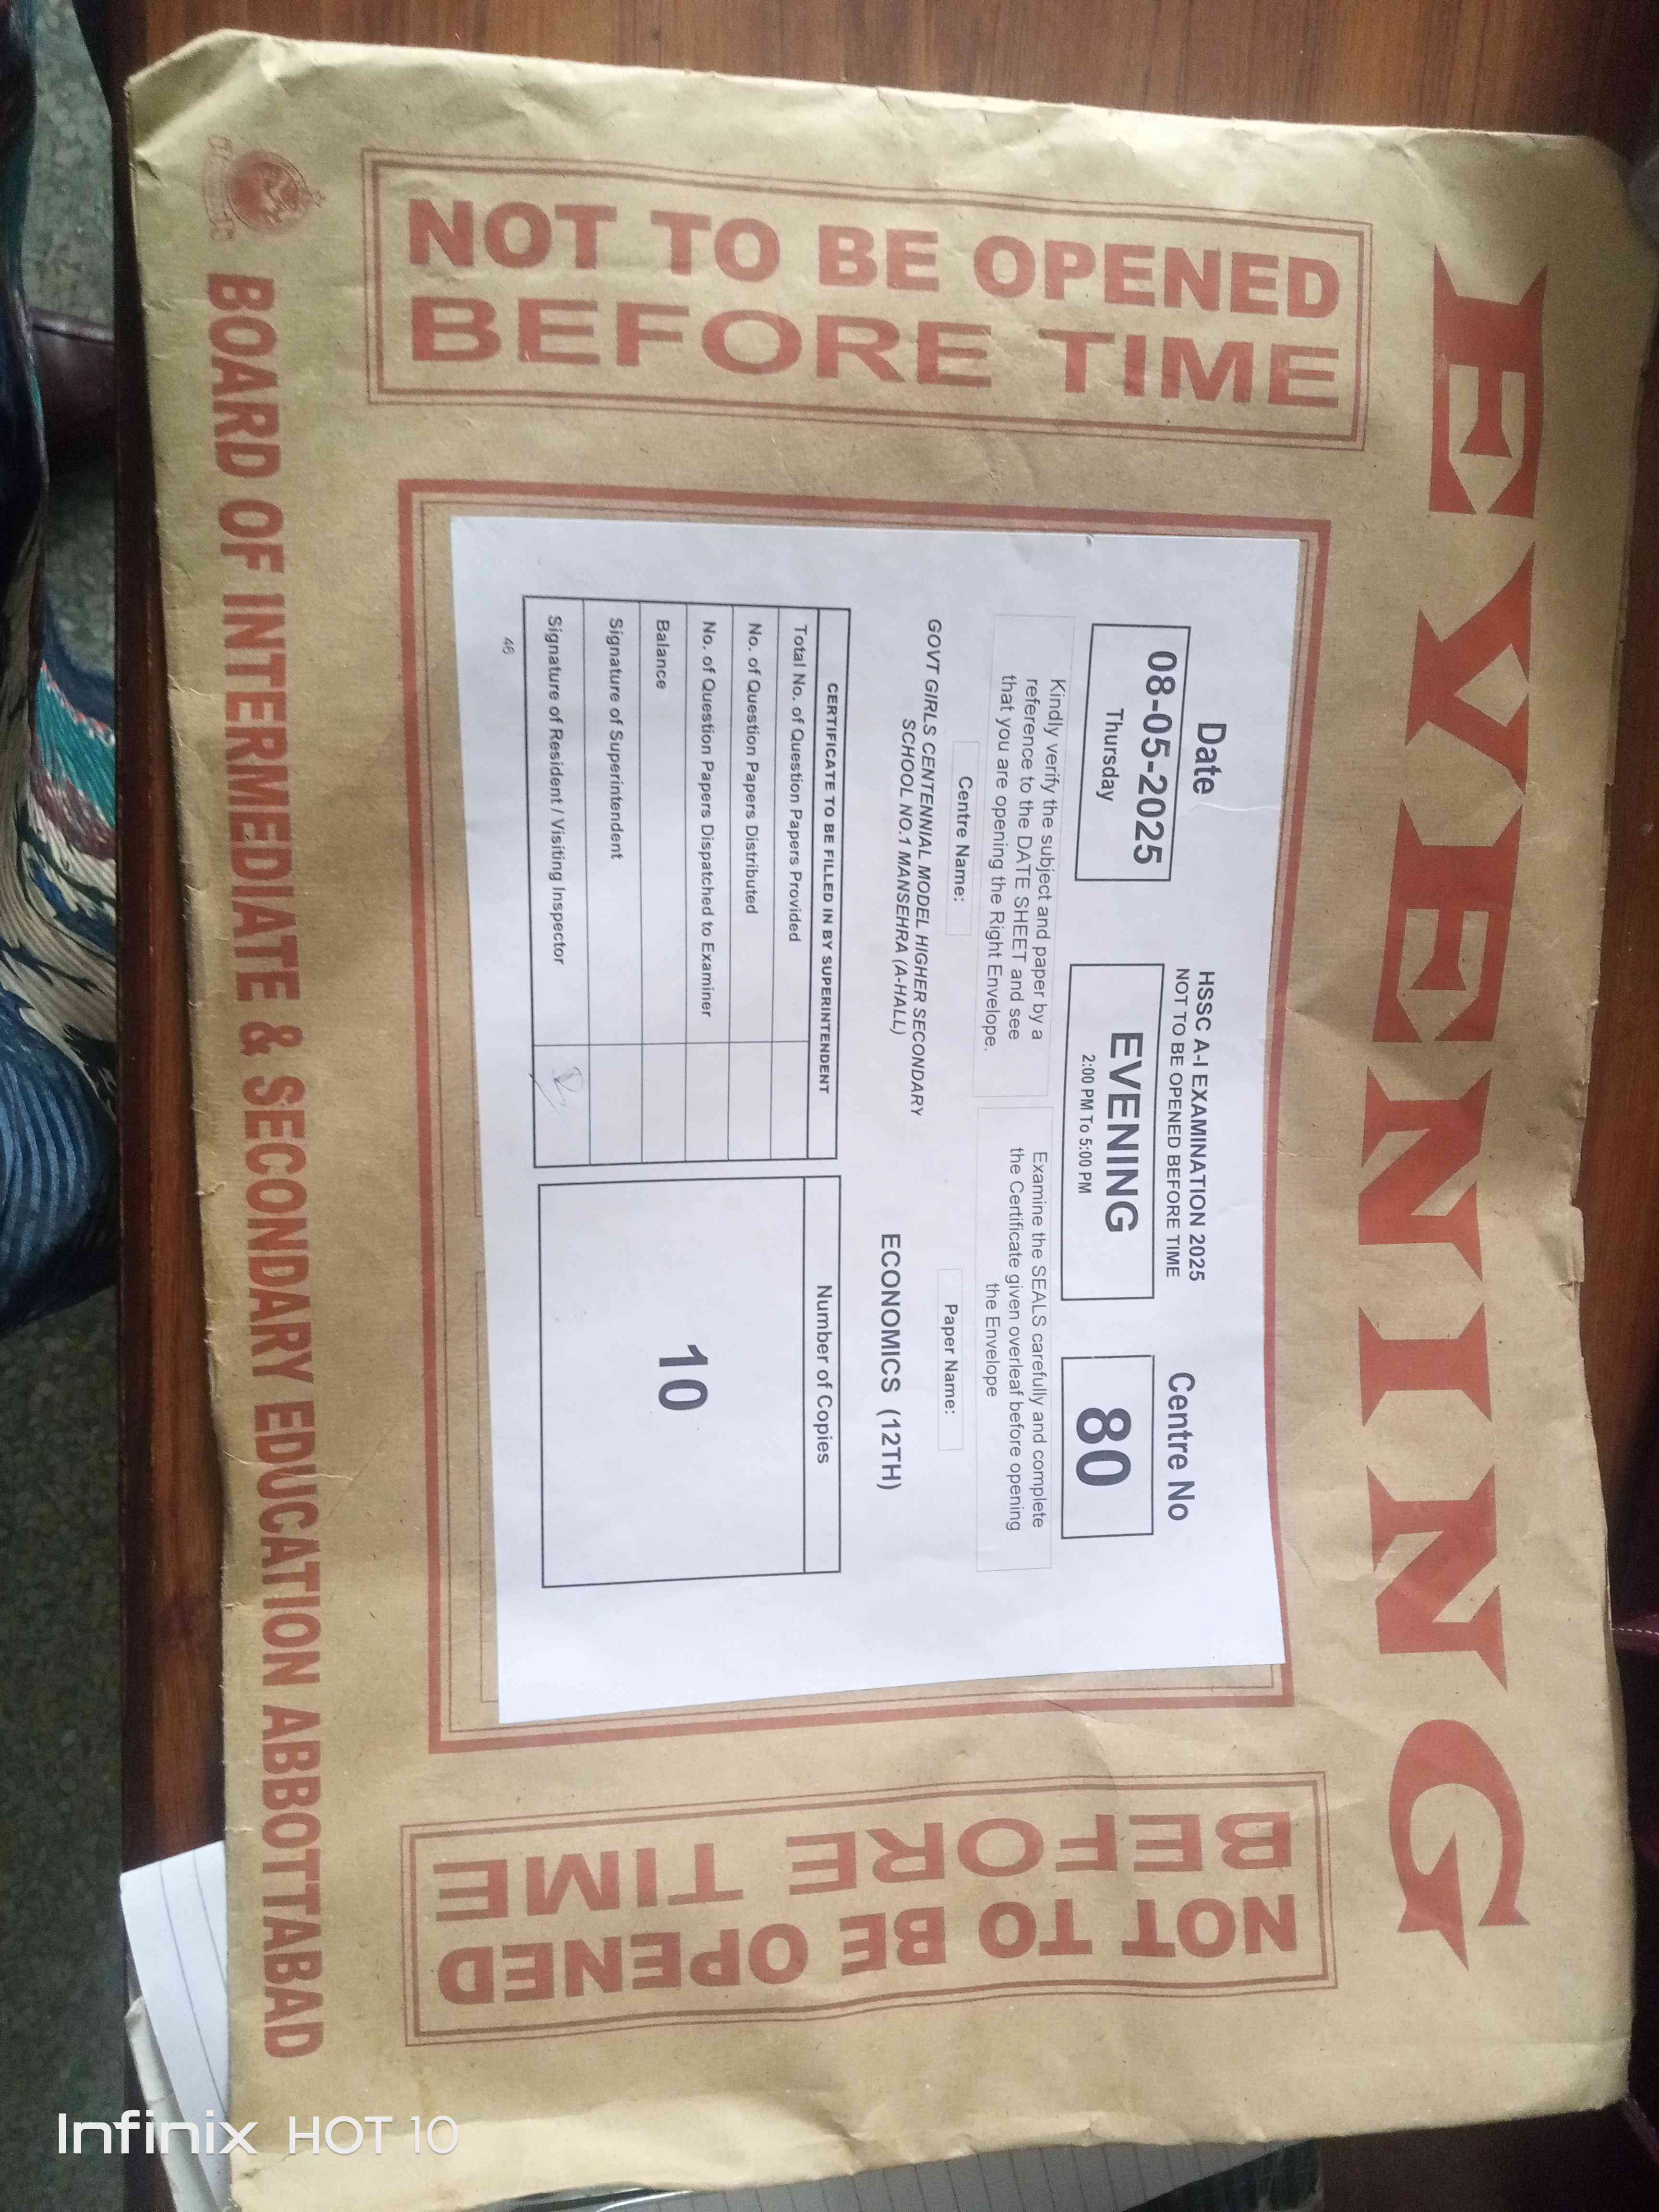 EVENING
NOT TO BE OPENED
BEFORE TIME
Date
08-05-2025
Thursday
HSSC A-I EXAMINATION 2025
NOT TO BE OPENED BEFORE TIME
EVENING
2:00 PM To 5:00 PM
Centre No
80
Kindly verify the subject and paper by a
reference to the DATE SHEET and see
that you are opening the Right Envelope.
Examine the SEALS carefully and complete
the Certificate given overleaf before opening
the Envelope
Centre Name:
GOVT GIRLS CENTENNIAL MODEL HIGHER SECONDARY
SCHOOL NO.1 MANSEHRA (A-HALL)
Paper Name:
ECONOMICS (12TH)
CERTIFICATE TO BE FILLED IN BY SUPERINTENDENT
Total No. of Question Papers Provided
No. of Question Papers Distributed
No. of Question Papers Dispatched to Examiner
Balance
Signature of Superintendent
Signature of Resident / Visiting Inspector
Number of Copies
10
46
NOT TO BE OPENED
BEFORE TIME
BOARD OF INTERMEDIATE & SECONDARY EDUCATION ABBOTTABAD
Infinix HOT 10